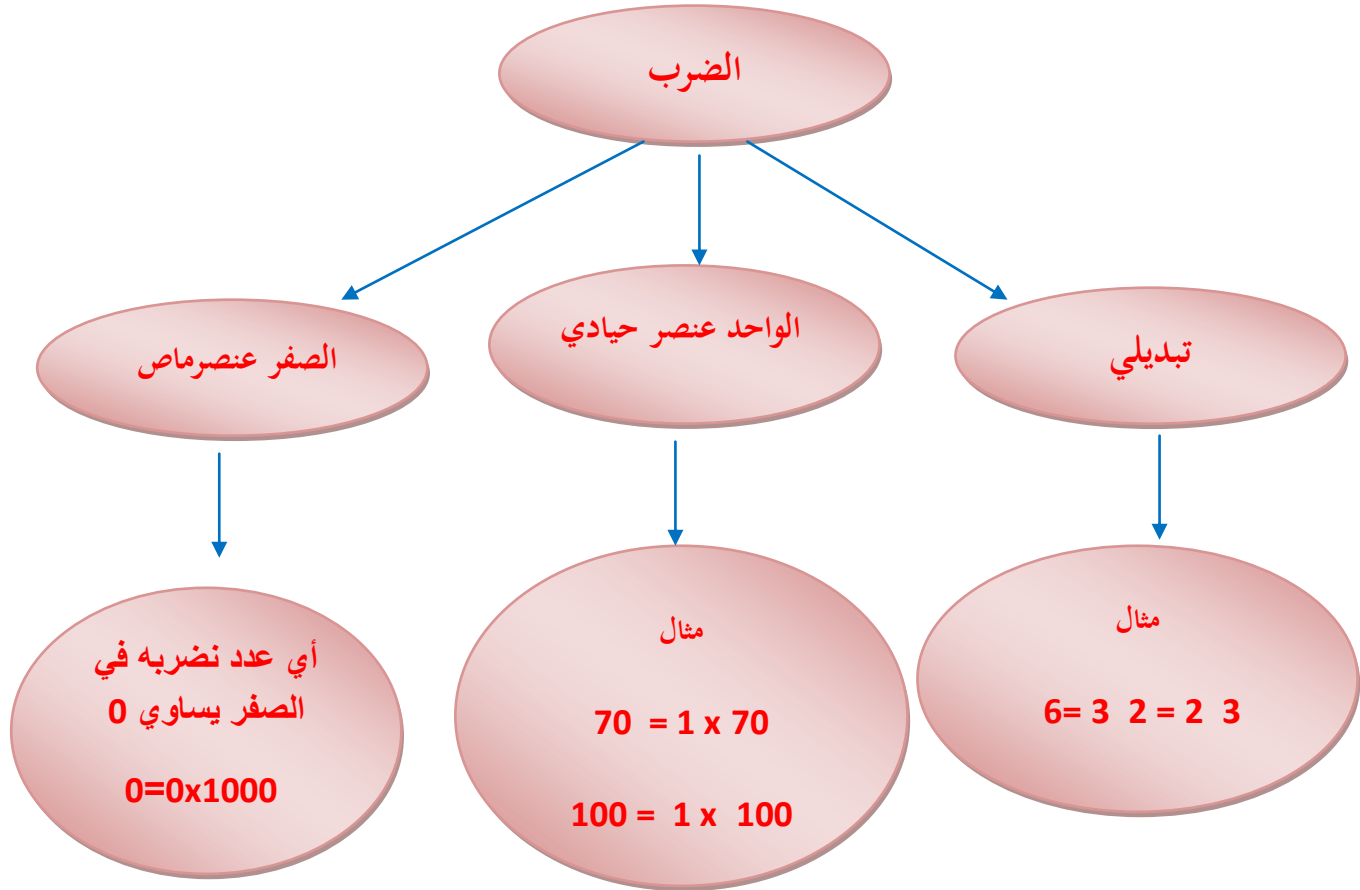 الضرب
تبديلي
الواحد عنصر حيادي
الصفر عنصرماص
مثال
6= 3  2 = 2  3
مثال
70  = 1 x 70
100 =  1 x  100
أي عدد نضربه في
الصفر يساوي 0
0=0x1000